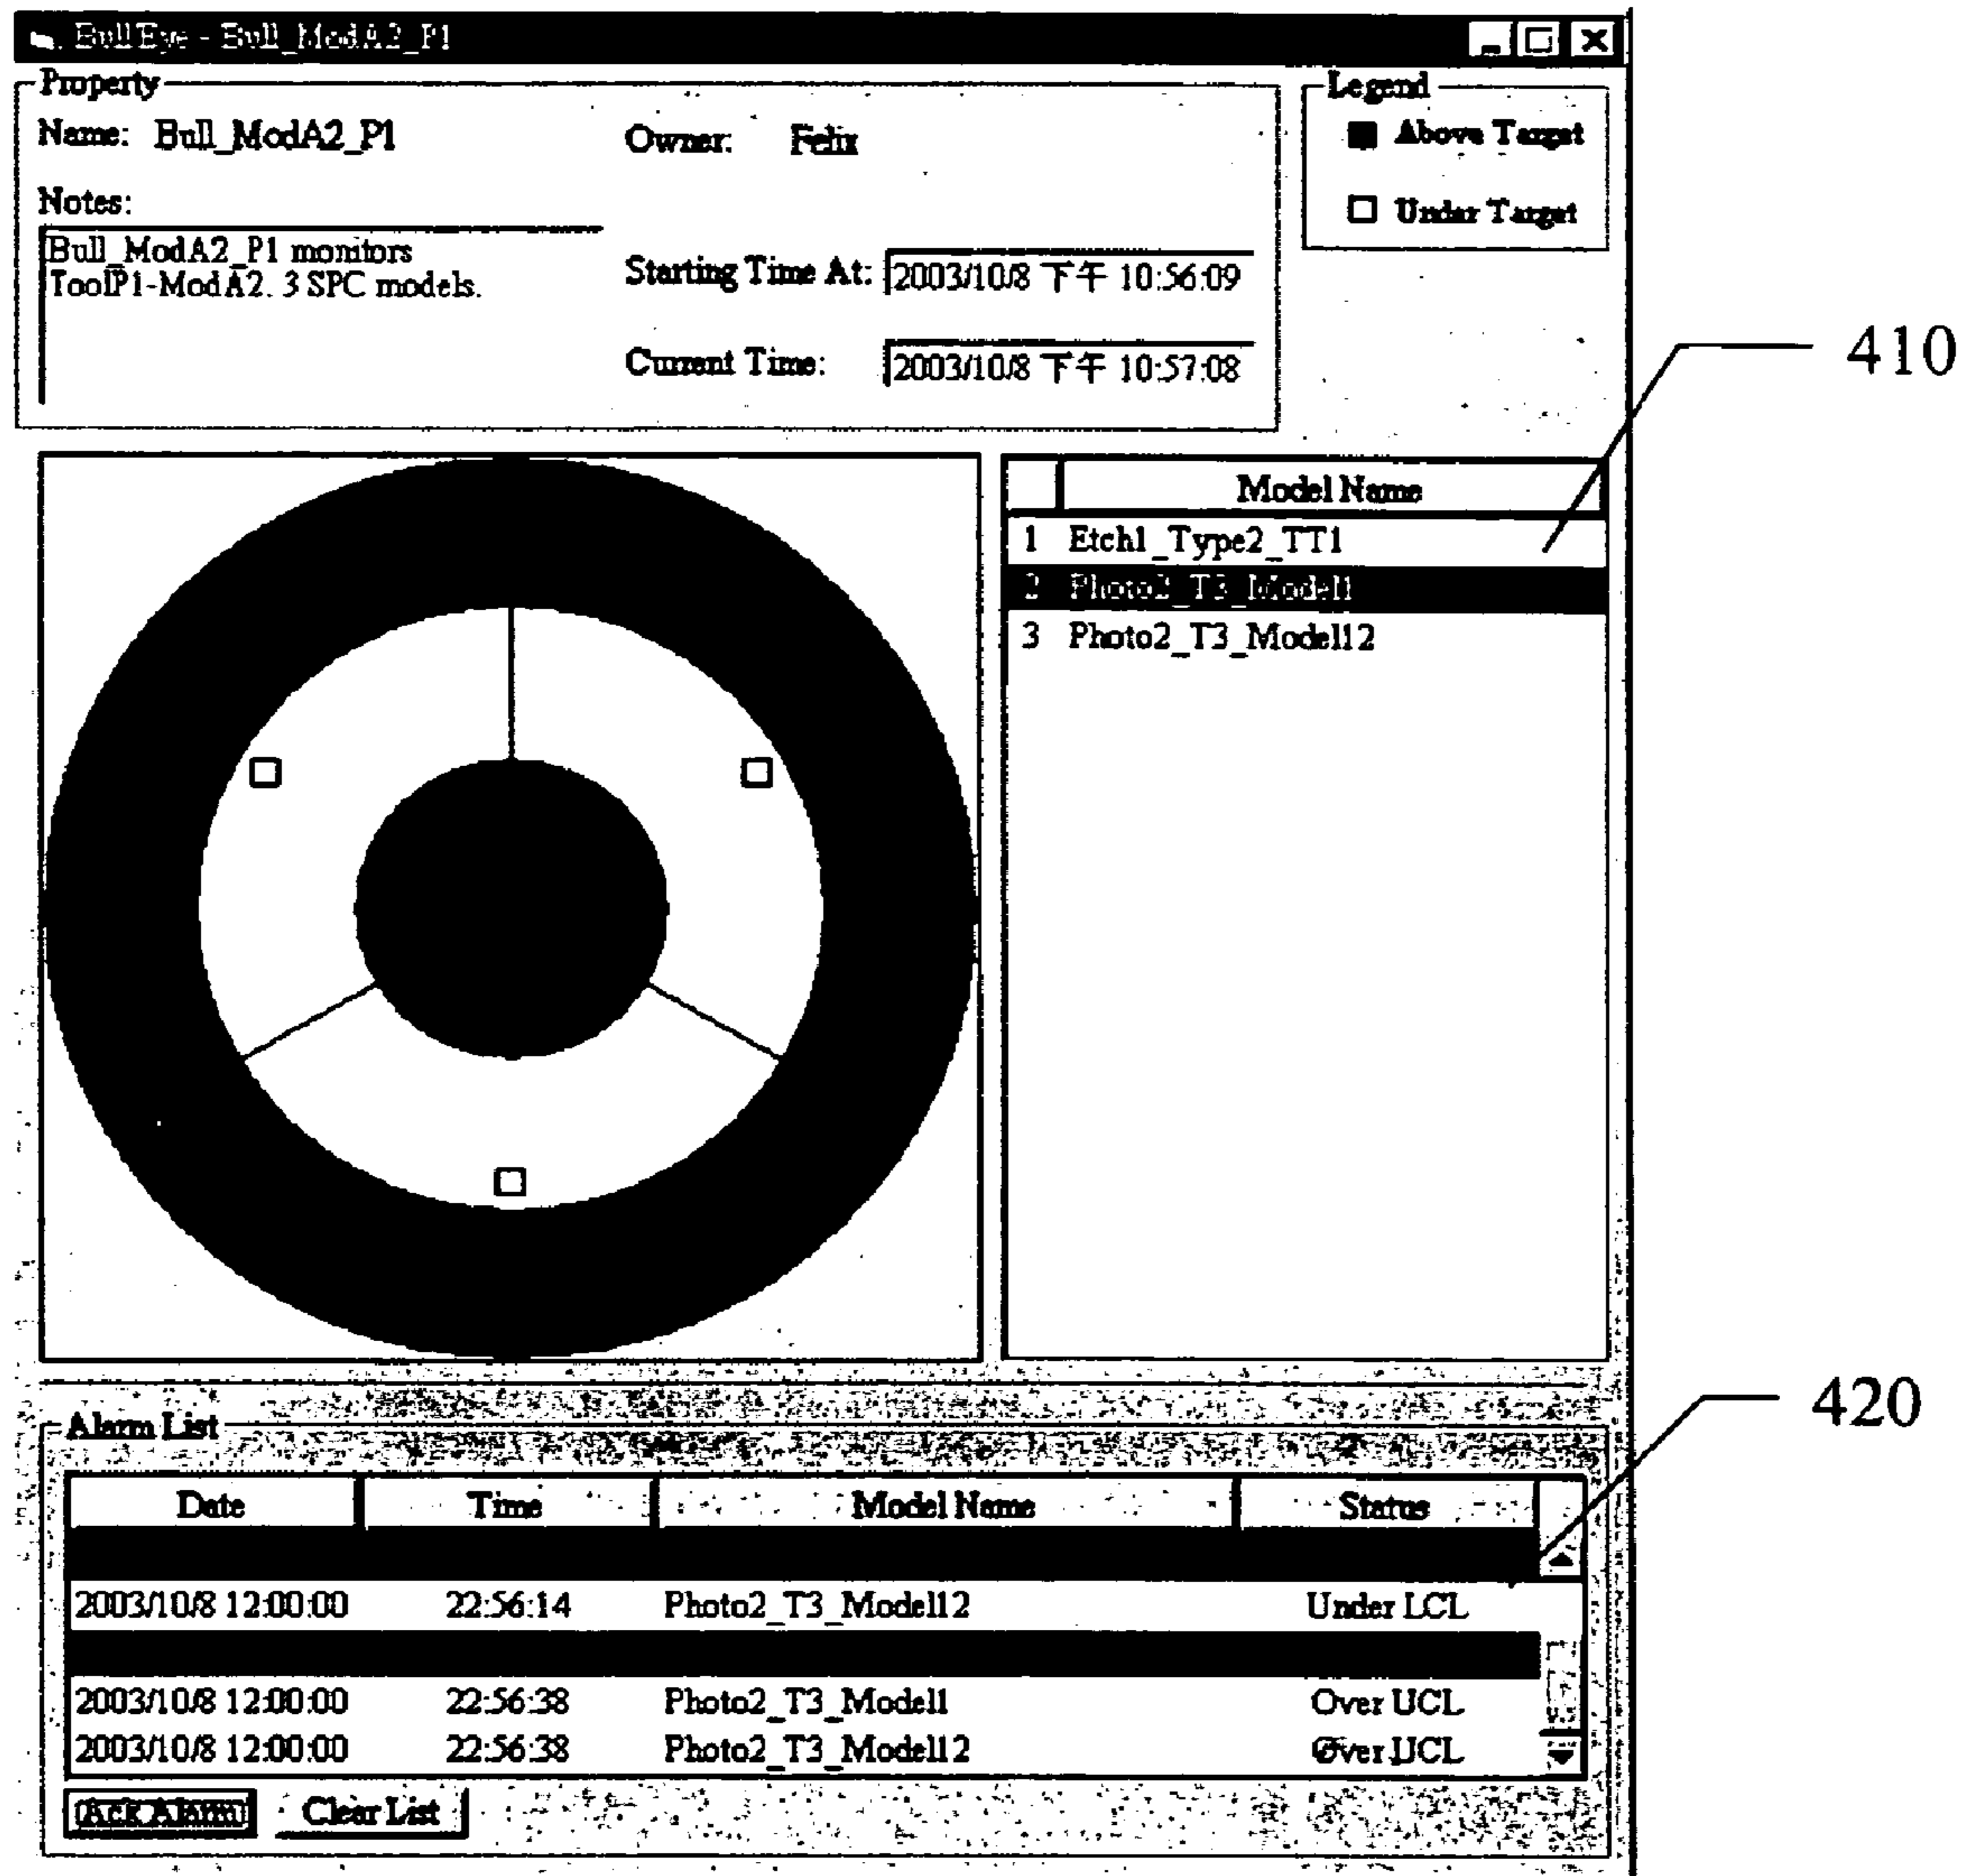 BullEye - Bull_ModA2_P1
Property
Name: Bull_ModA2_P1
Owner: Felix
Notes:
Bull_ModA2_P1 monitors
ToolP1-ModA2. 3 SPC models.
Starting Time At: 2003/10/8 下午 10:56:09
Current Time: 2003/10/8 下午 10:57:08
Legend
Above Target
Under Target
410
Model Name
1 Etch1_Type2_TT1
2 Photo2_T3_Model1
3 Photo2_T3_Model12
420
Alarm List
Date Time Model Name Status
2003/10/8 12:00:00 22:56:14 Photo2_T3_Model12 Under LCL
2003/10/8 12:00:00 22:56:38 Photo2_T3_Model1 Over UCL
2003/10/8 12:00:00 22:56:38 Photo2_T3_Model12 Over UCL
Ack Alarm Clear List